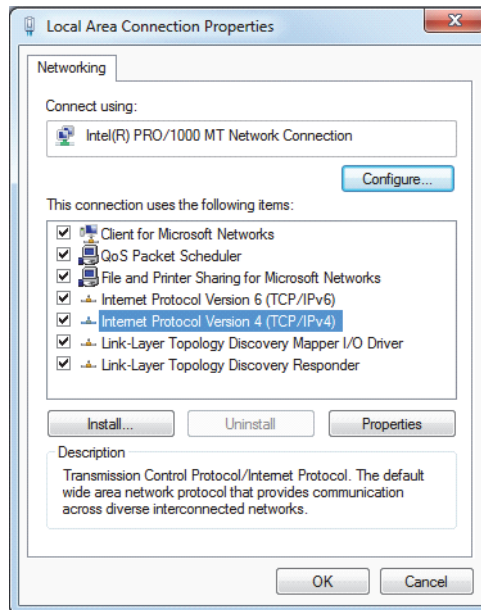 Local Area Connection Properties
Networking
Connect using:
Intel(R) PRO/1000 MT Network Connection
Configure...
This connection uses the following items:
Client for Microsoft Networks
QoS Packet Scheduler
File and Printer Sharing for Microsoft Networks
Internet Protocol Version 6 (TCP/IPv6)
Internet Protocol Version 4 (TCP/IPv4)
Link-Layer Topology Discovery Mapper I/O Driver
Link-Layer Topology Discovery Responder
Install... Uninstall Properties
Description
Transmission Control Protocol/Internet Protocol. The default
wide area network protocol that provides communication
across diverse interconnected networks.
OK Cancel